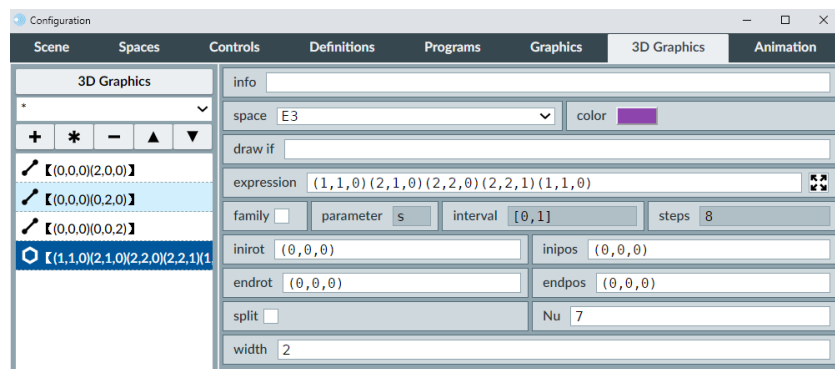 Configuration
Scene Spaces Controls Definitions Programs Graphics 3D Graphics Animation
3D Graphics
*
+ ✱ − ▲ ▼
【(0,0,0)(2,0,0)】
【(0,0,0)(0,2,0)】
【(0,0,0)(0,0,2)】
【(1,1,0)(2,1,0)(2,2,0)(2,2,1)(1,
info
space E3 color
draw if
expression (1,1,0)(2,1,0)(2,2,0)(2,2,1)(1,1,0)
family parameter s interval [0,1] steps 8
inirot (0,0,0) inipos (0,0,0)
endrot (0,0,0) endpos (0,0,0)
split Nu 7
width 2